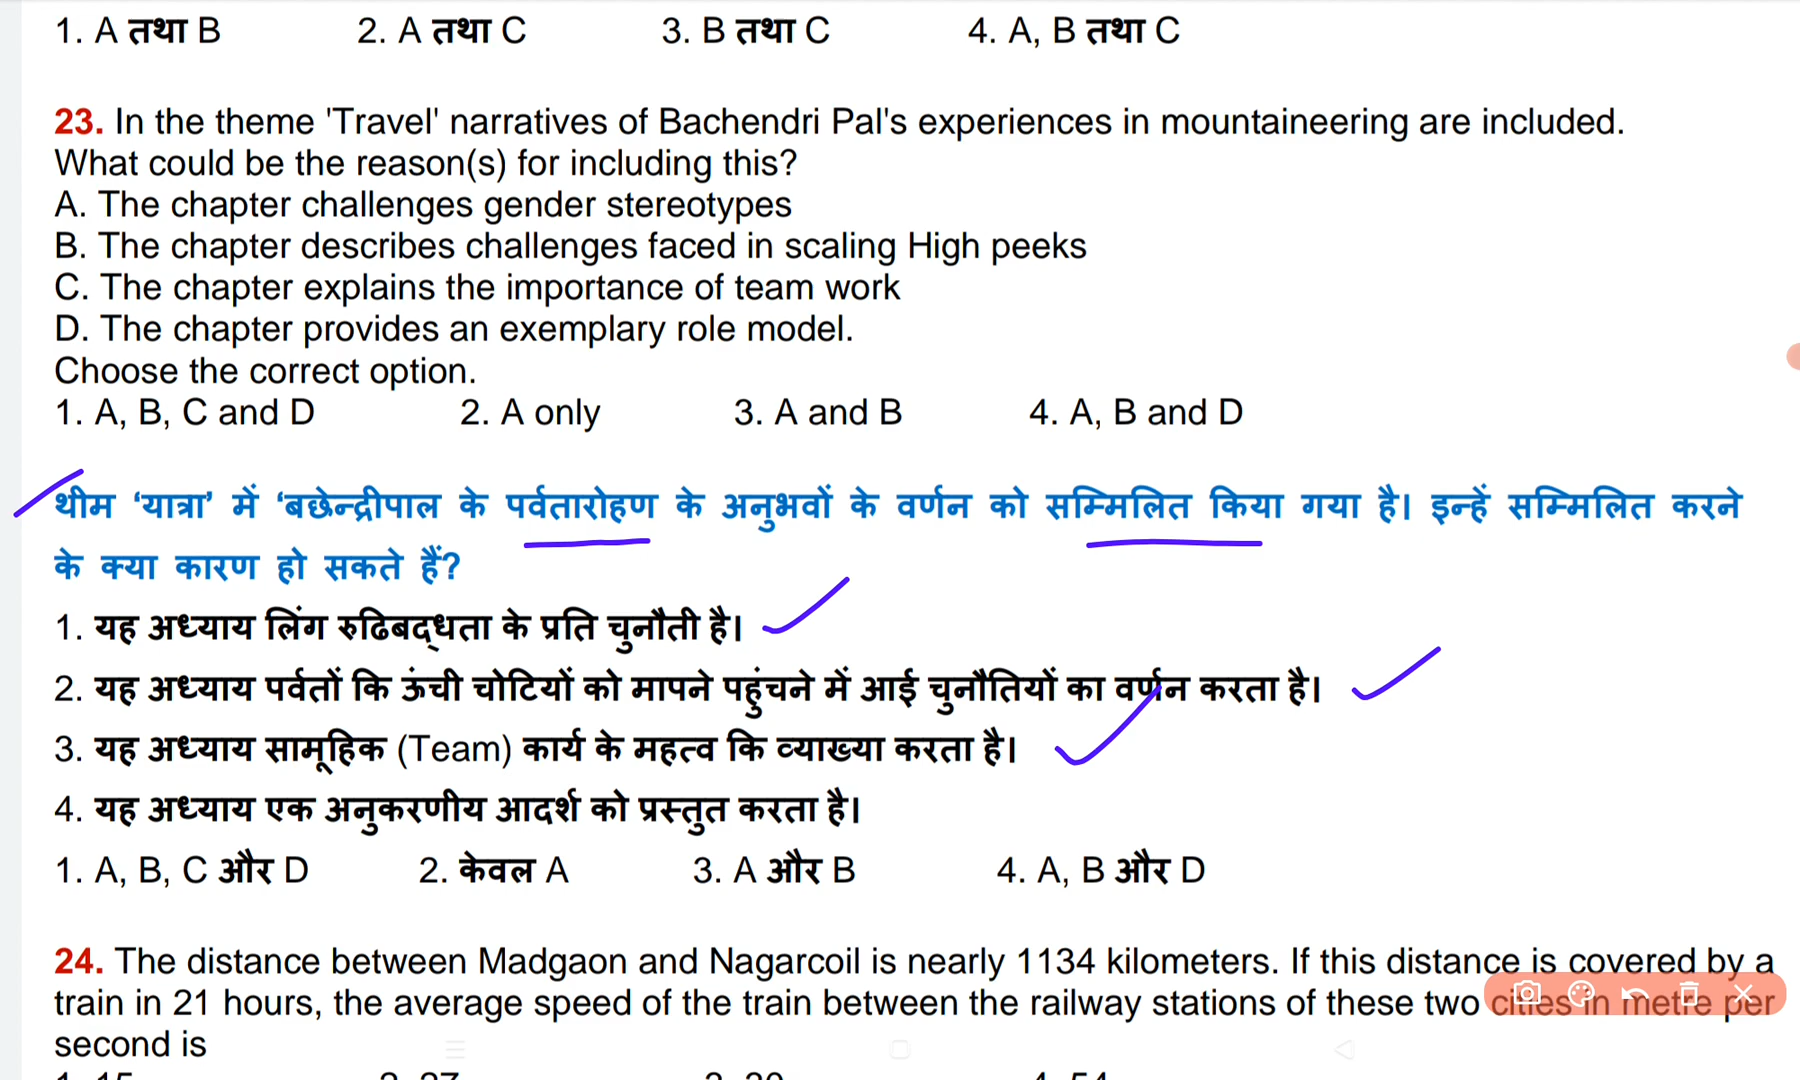 1. A तथा B 2. A तथा C 3. B तथा C 4. A, B तथा C
23. In the theme 'Travel' narratives of Bachendri Pal's experiences in mountaineering are included.
What could be the reason(s) for including this?
A. The chapter challenges gender stereotypes
B. The chapter describes challenges faced in scaling High peeks
C. The chapter explains the importance of team work
D. The chapter provides an exemplary role model.
Choose the correct option.
1. A, B, C and D 2. A only 3. A and B 4. A, B and D
थीम ‘यात्रा’ में ‘बछेन्द्रीपाल के पर्वतारोहण के अनुभवों के वर्णन को सम्मिलित किया गया है। इन्हें सम्मिलित करने
के क्या कारण हो सकते हैं?
1. यह अध्याय लिंग रुढिबद्धता के प्रति चुनौती है।
2. यह अध्याय पर्वतों कि ऊंची चोटियों को मापने पहुंचने में आई चुनौतियों का वर्णन करता है।
3. यह अध्याय सामूहिक (Team) कार्य के महत्व कि व्याख्या करता है।
4. यह अध्याय एक अनुकरणीय आदर्श को प्रस्तुत करता है।
1. A, B, C और D 2. केवल A 3. A और B 4. A, B और D
24. The distance between Madgaon and Nagarcoil is nearly 1134 kilometers. If this distance is covered by a
train in 21 hours, the average speed of the train between the railway stations of these two cities in metre per
second is